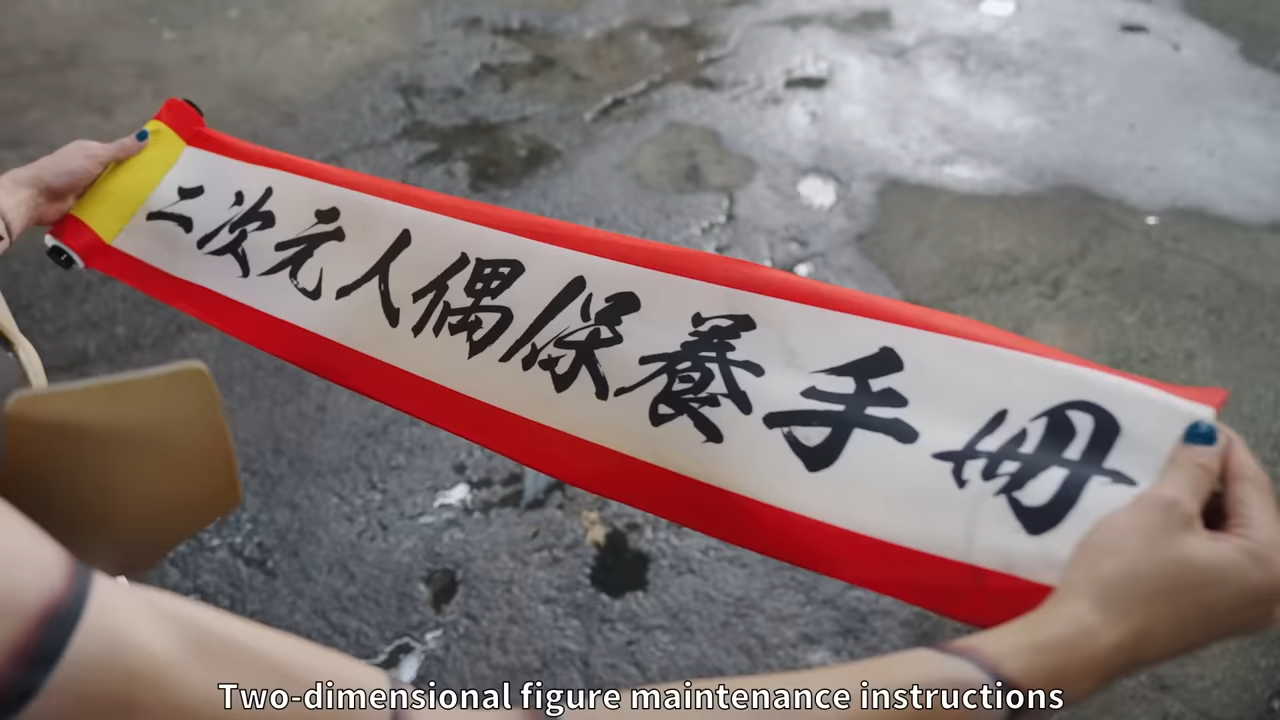 二次元人偶保養手冊
Two-dimensional figure maintenance instructions